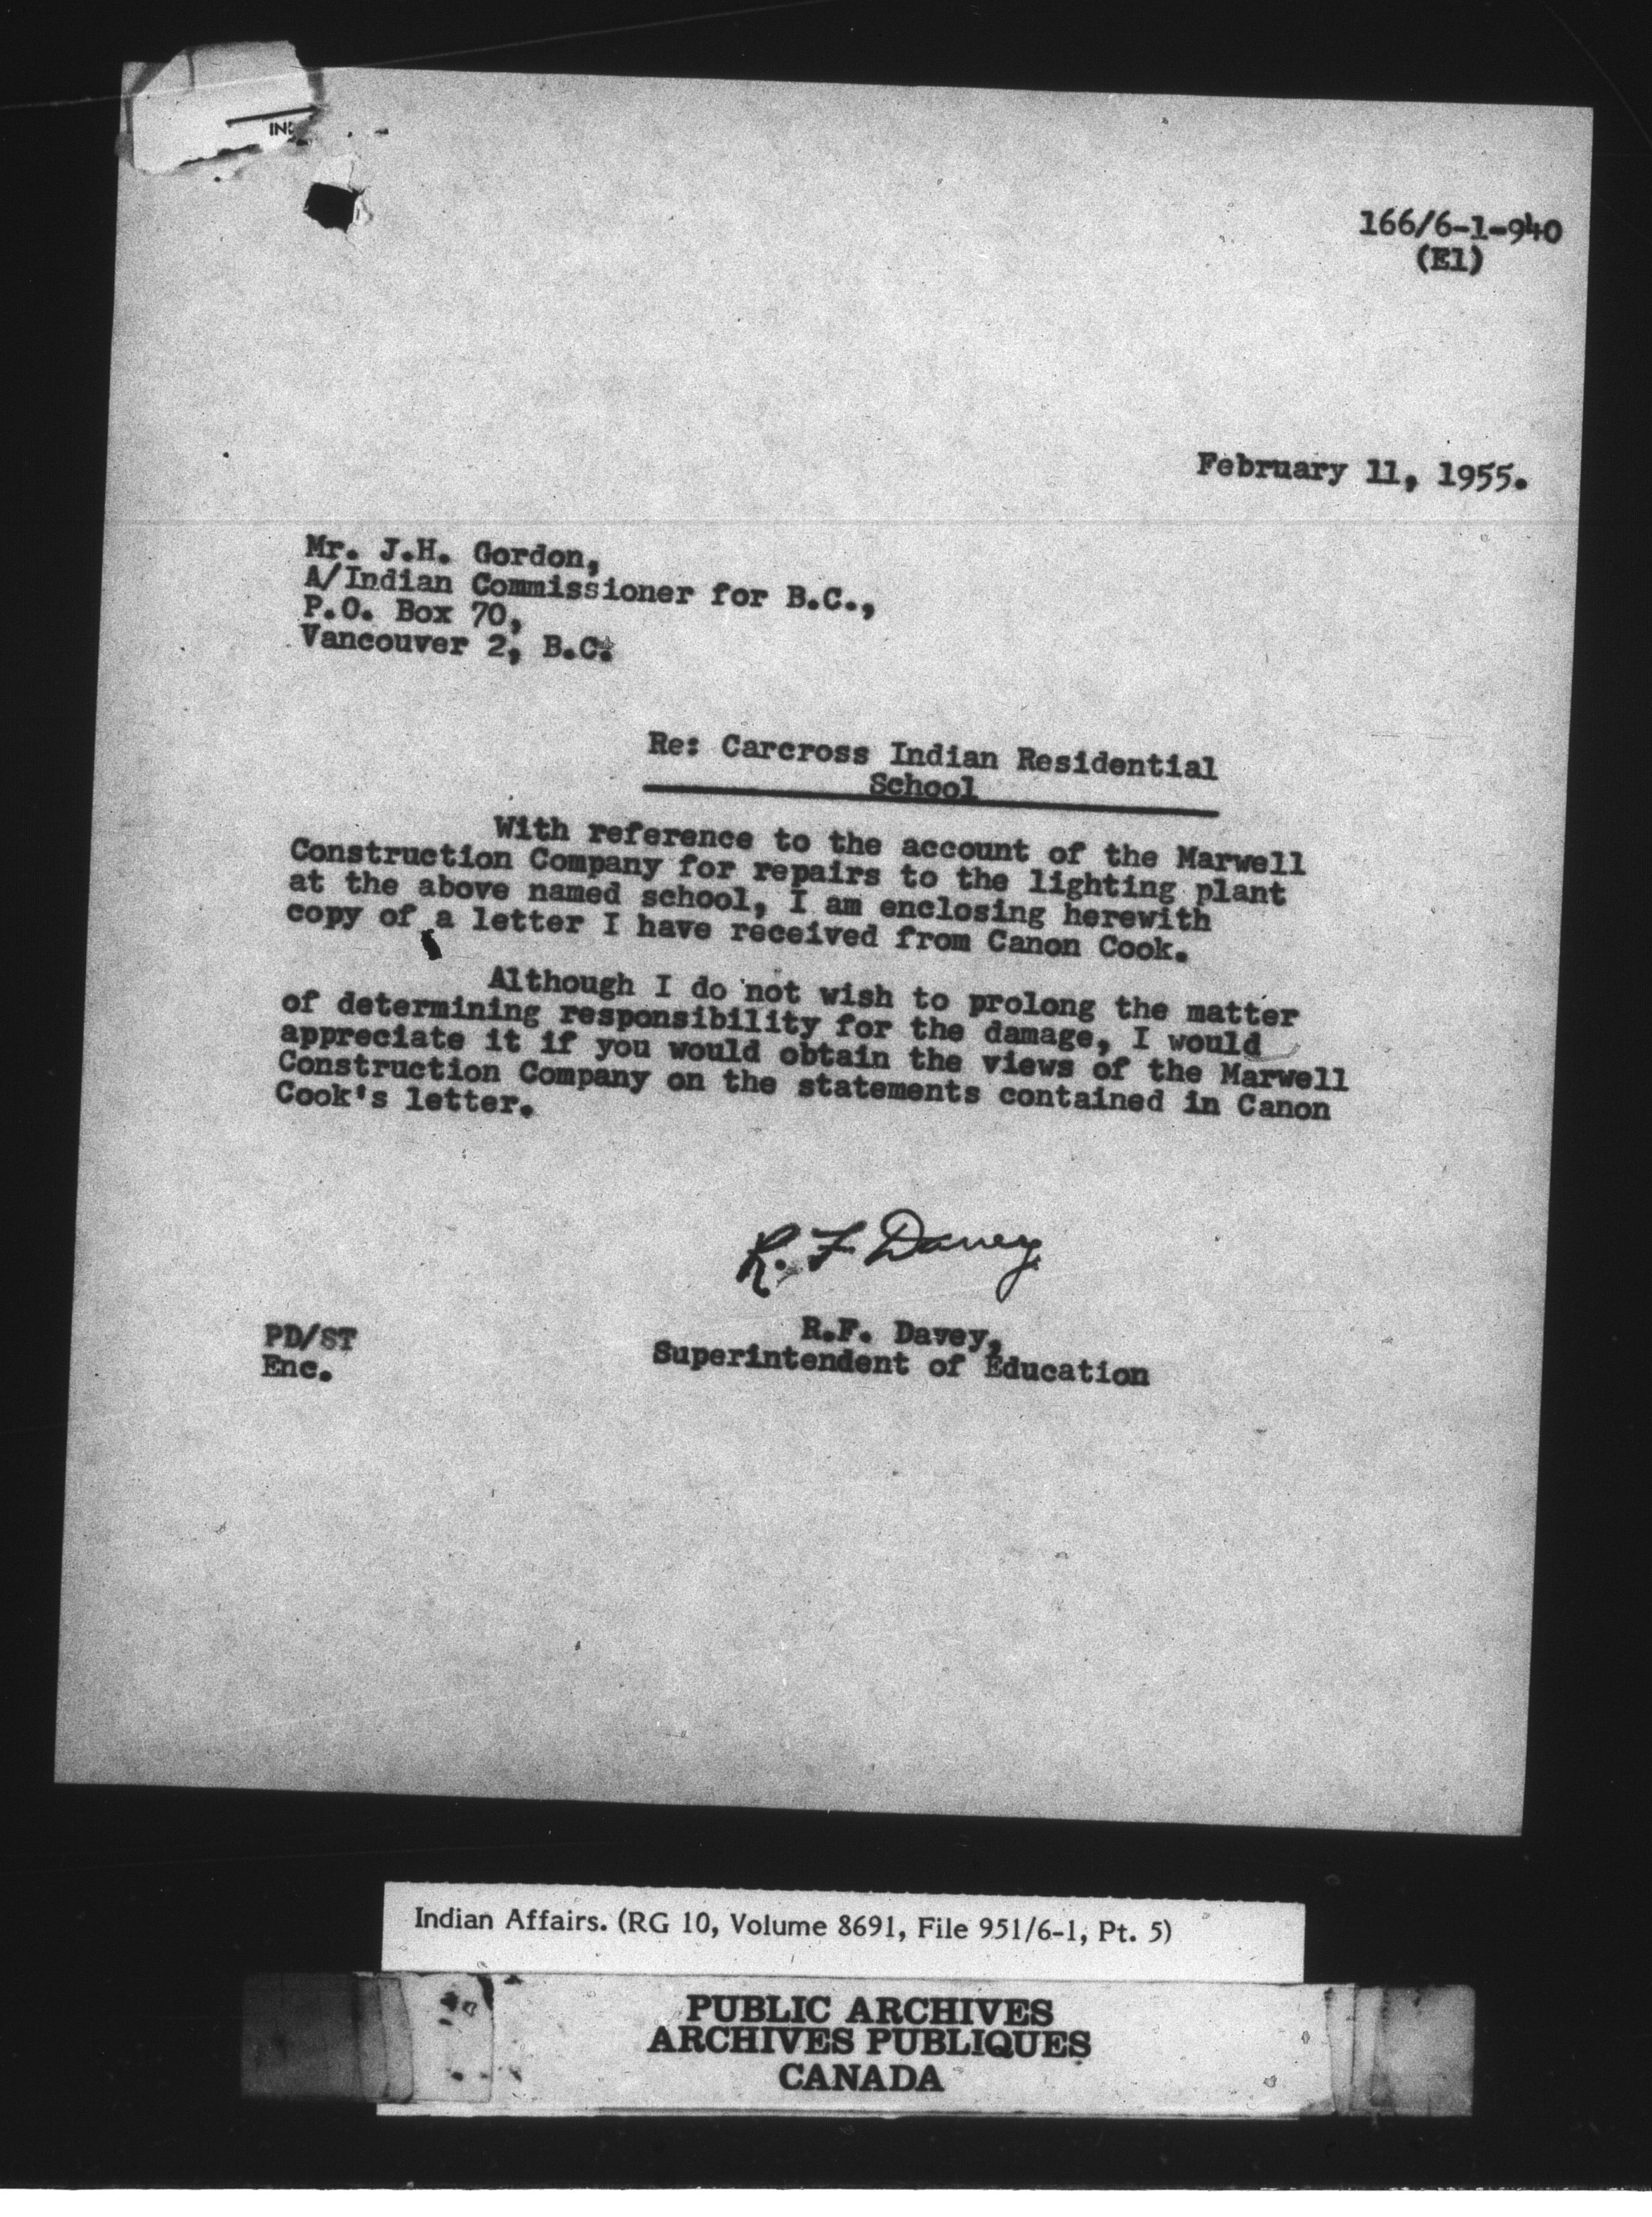 IND
166/6-1-940
(E1)
February 11, 1955.
Mr. J.H. Gordon,
A/Indian Commissioner for B.C.,
P.O. Box 70,
Vancouver 2, B.C.
Re: Carcross Indian Residential
School
With reference to the account of the Marwell
Construction Company for repairs to the lighting plant
at the above named school, I am enclosing herewith
copy of a letter I have received from Canon Cook.
Although I do not wish to prolong the matter
of determining responsibility for the damage, I would
appreciate it if you would obtain the views of the Marwell
Construction Company on the statements contained in Canon
Cook's letter.
R. F. Davey
R.F. Davey,
Superintendent of Education
PD/ST
Enc.
Indian Affairs. (RG 10, Volume 8691, File 951/6-1, Pt. 5)
PUBLIC ARCHIVES
ARCHIVES PUBLIQUES
CANADA